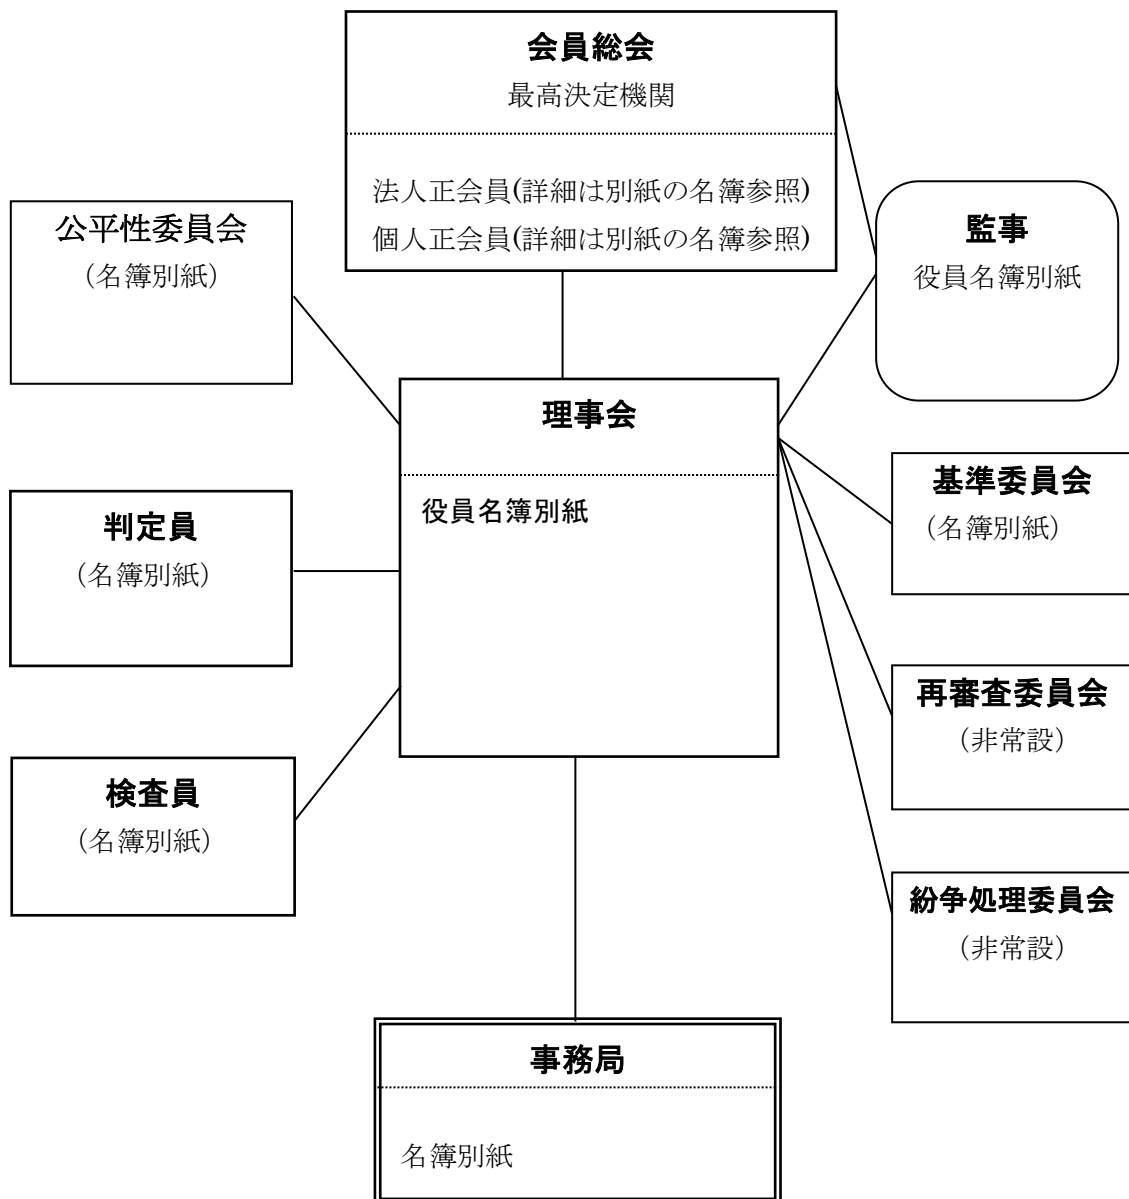 会員総会
最高決定機関
法人正会員(詳細は別紙の名簿参照)
個人正会員(詳細は別紙の名簿参照)
公平性委員会
(名簿別紙)
監事
役員名簿別紙
理事会
役員名簿別紙
判定員
(名簿別紙)
基準委員会
(名簿別紙)
再審査委員会
(非常設)
検査員
(名簿別紙)
紛争処理委員会
(非常設)
事務局
名簿別紙